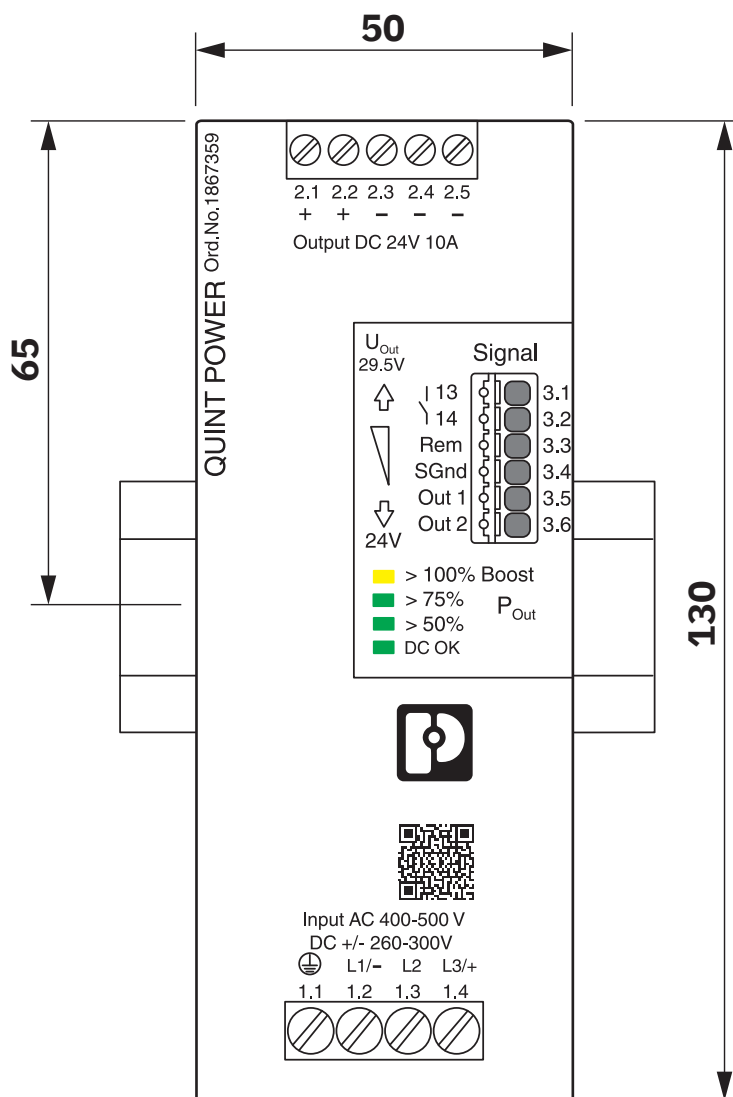 50
65
130
QUINT POWER Ord.No.1867359
2.1 2.2 2.3 2.4 2.5
+ + – – –
Output DC 24V 10A
UOut
29.5V
24V
Signal
13 3.1
14 3.2
Rem 3.3
SGnd 3.4
Out 1 3.5
Out 2 3.6
> 100% Boost
> 75%
> 50%
DC OK
POut
Input AC 400-500 V
DC +/- 260-300V
L1/– L2 L3/+
1.1 1.2 1.3 1.4